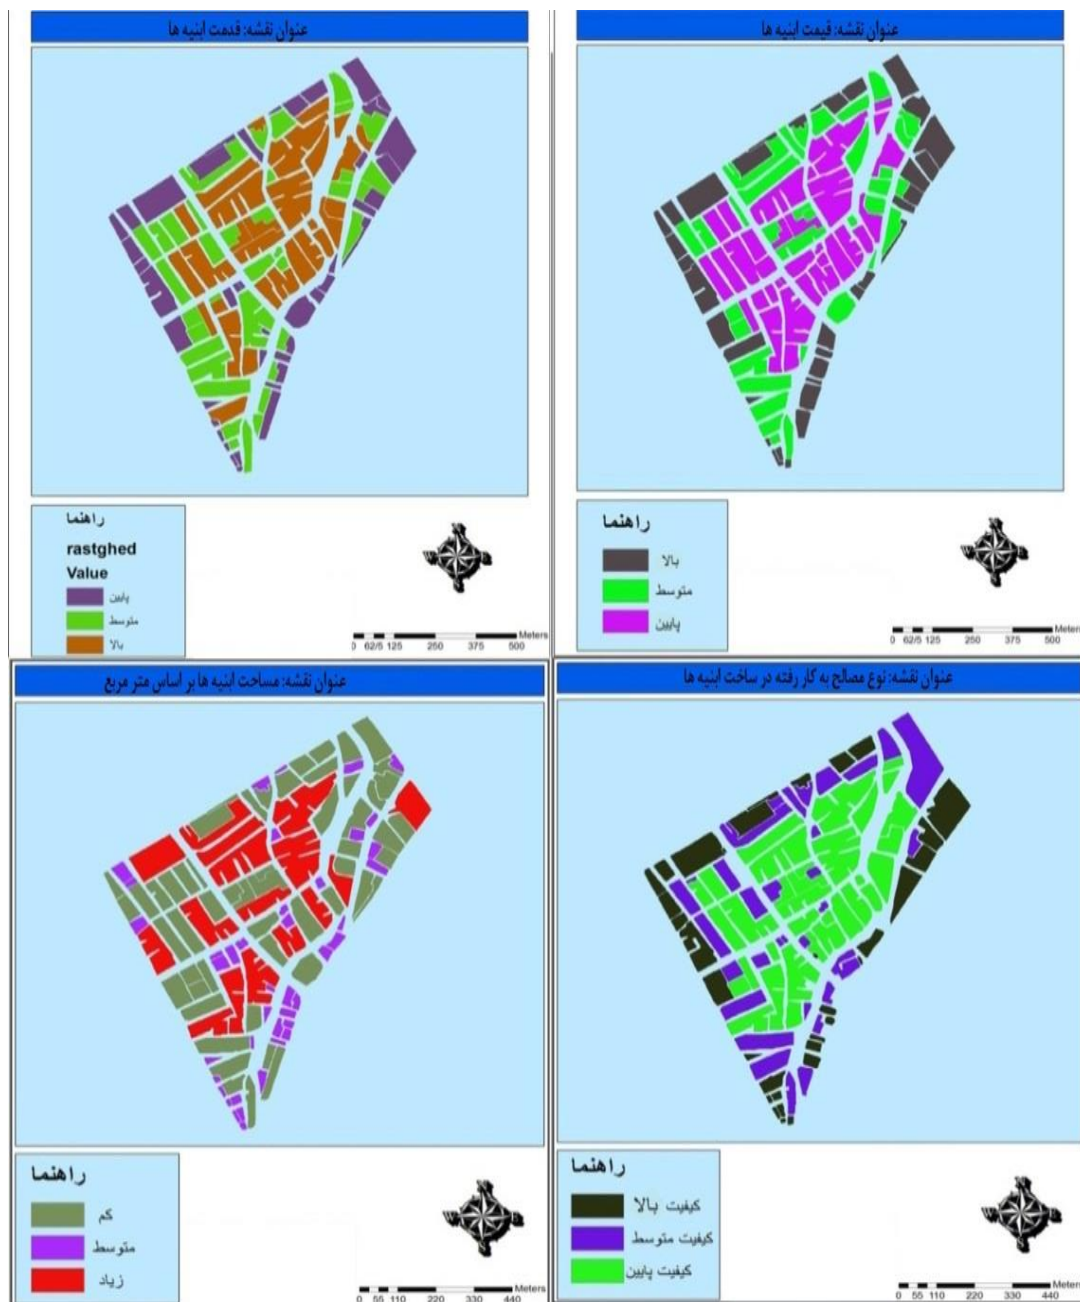 عنوان نقشه: قدمت ابنیه ها
راهنما
rastghed
Value
پایین
متوسط
بالا
Meters
0 62/5 125 250 375 500
عنوان نقشه: قیمت ابنیه ها
راهنما
بالا
متوسط
پایین
Meters
0 62/5 125 250 375 500
عنوان نقشه: مساحت ابنیه ها بر اساس متر مربع
راهنما
کم
متوسط
زیاد
Meters
0 55 110 220 330 440
عنوان نقشه: نوع مصالح به کار رفته در ساخت ابنیه ها
راهنما
کیفیت بالا
کیفیت متوسط
کیفیت پایین
Meters
0 55 110 220 330 440